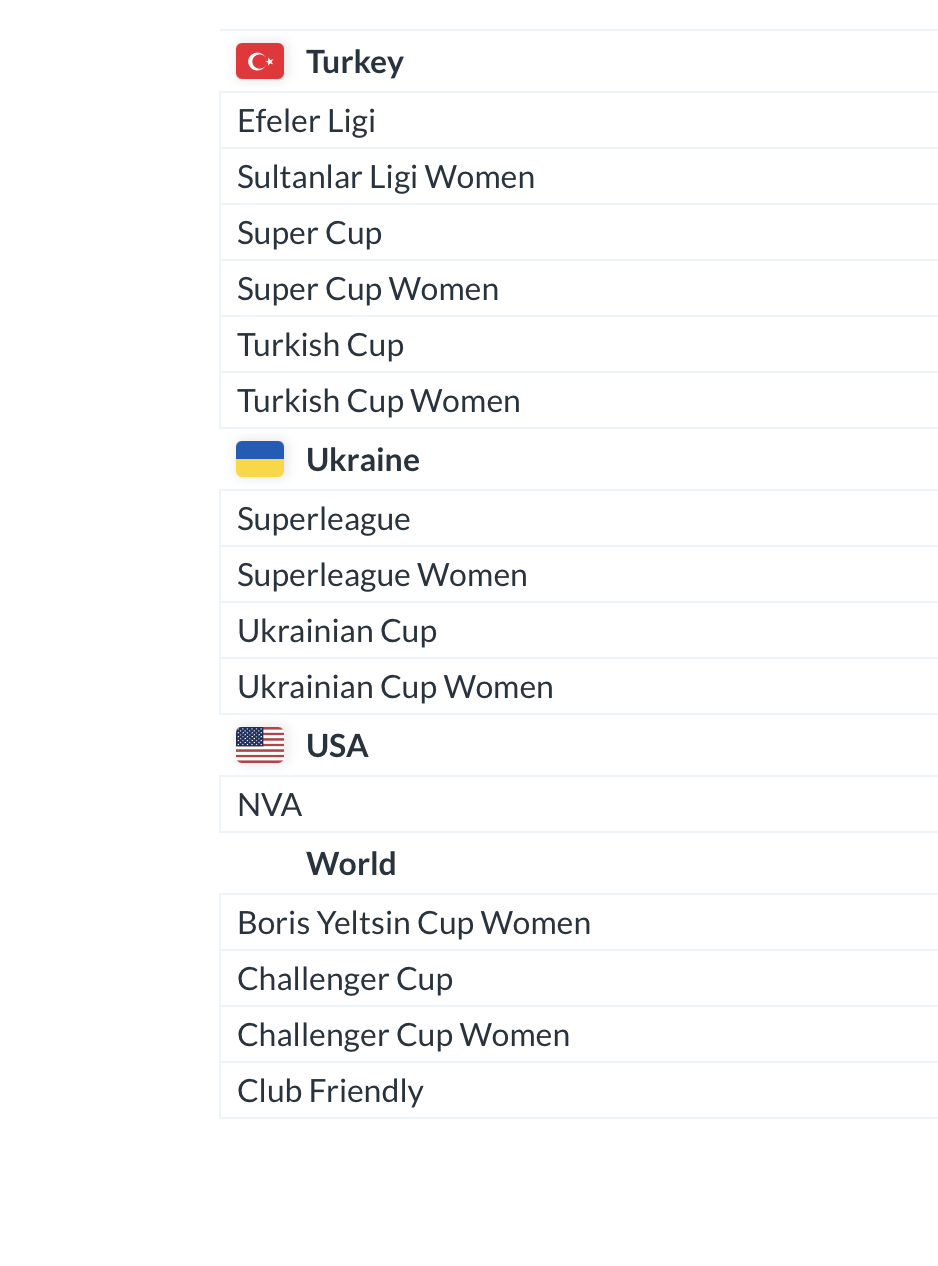 Turkey
Efeler Ligi
Sultanlar Ligi Women
Super Cup
Super Cup Women
Turkish Cup
Turkish Cup Women
Ukraine
Superleague
Superleague Women
Ukrainian Cup
Ukrainian Cup Women
USA
NVA
World
Boris Yeltsin Cup Women
Challenger Cup
Challenger Cup Women
Club Friendly